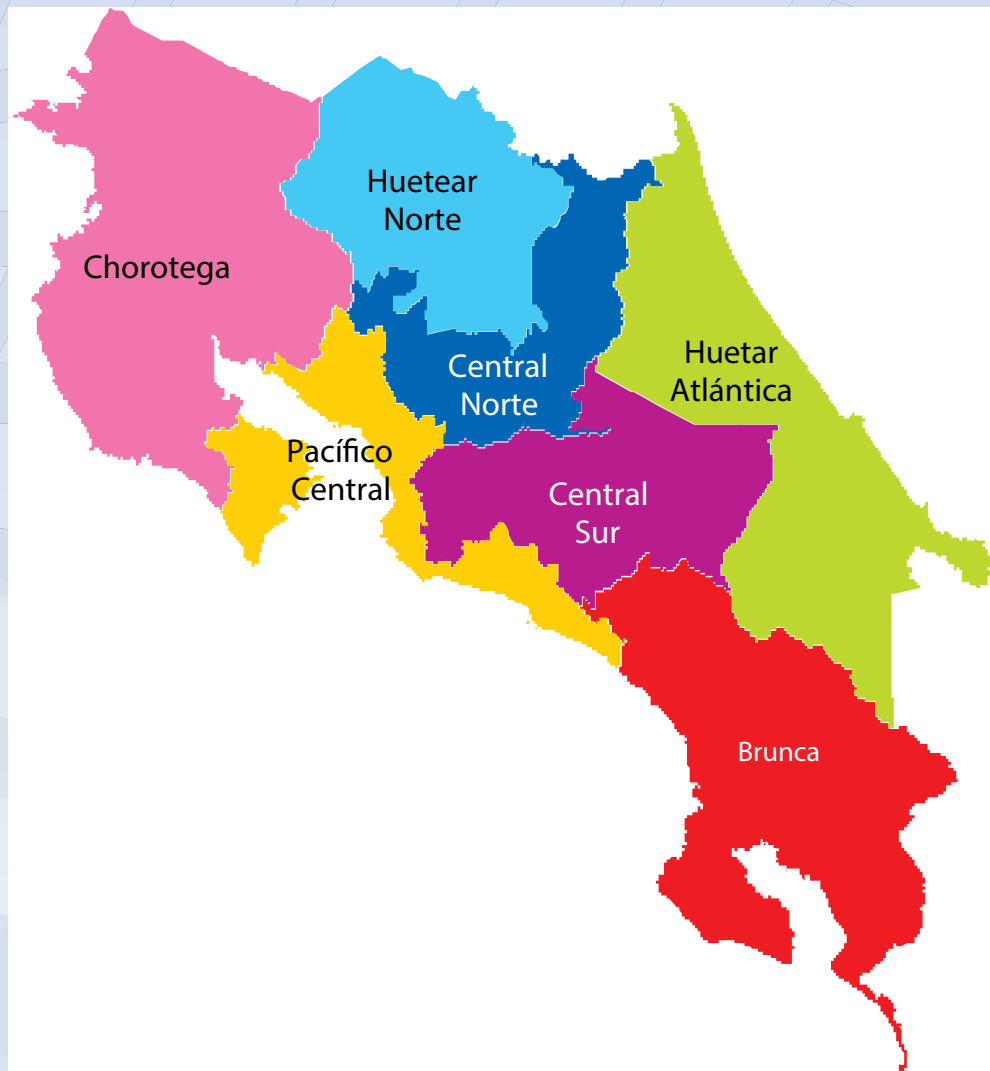 Huetear
Norte
Chorotega
Central
Norte
Huetar
Atlántica
Pacífico
Central
Central
Sur
Brunca